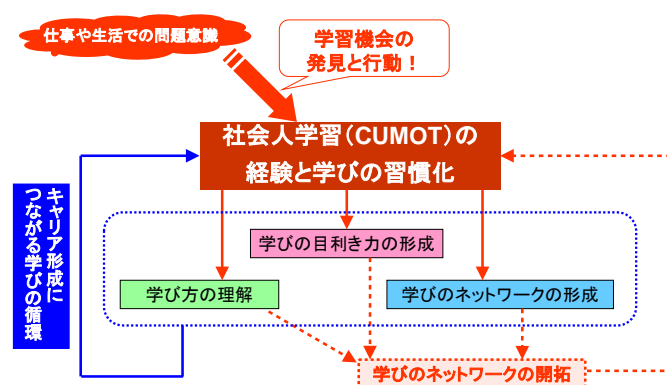 仕事や生活での問題意識
学習機会の
発見と行動！
社会人学習（CUMOT）の
経験と学びの習慣化
キャリア形成に
つながる学びの循環
学びの目利き力の形成
学び方の理解
学びのネットワークの形成
学びのネットワークの開拓